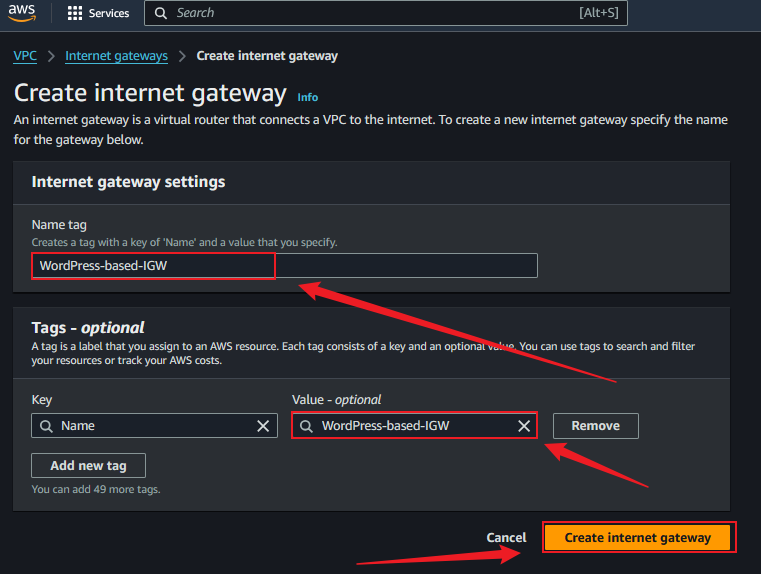 aws
Services
Search
[Alt+S]
VPC > Internet gateways > Create internet gateway
Create internet gateway Info
An internet gateway is a virtual router that connects a VPC to the internet. To create a new internet gateway specify the name
for the gateway below.
Internet gateway settings
Name tag
Creates a tag with a key of 'Name' and a value that you specify.
WordPress-based-IGW
Tags - optional
A tag is a label that you assign to an AWS resource. Each tag consists of a key and an optional value. You can use tags to search and filter
your resources or track your AWS costs.
Key
Value - optional
Name
WordPress-based-IGW
Remove
Add new tag
You can add 49 more tags.
Cancel
Create internet gateway